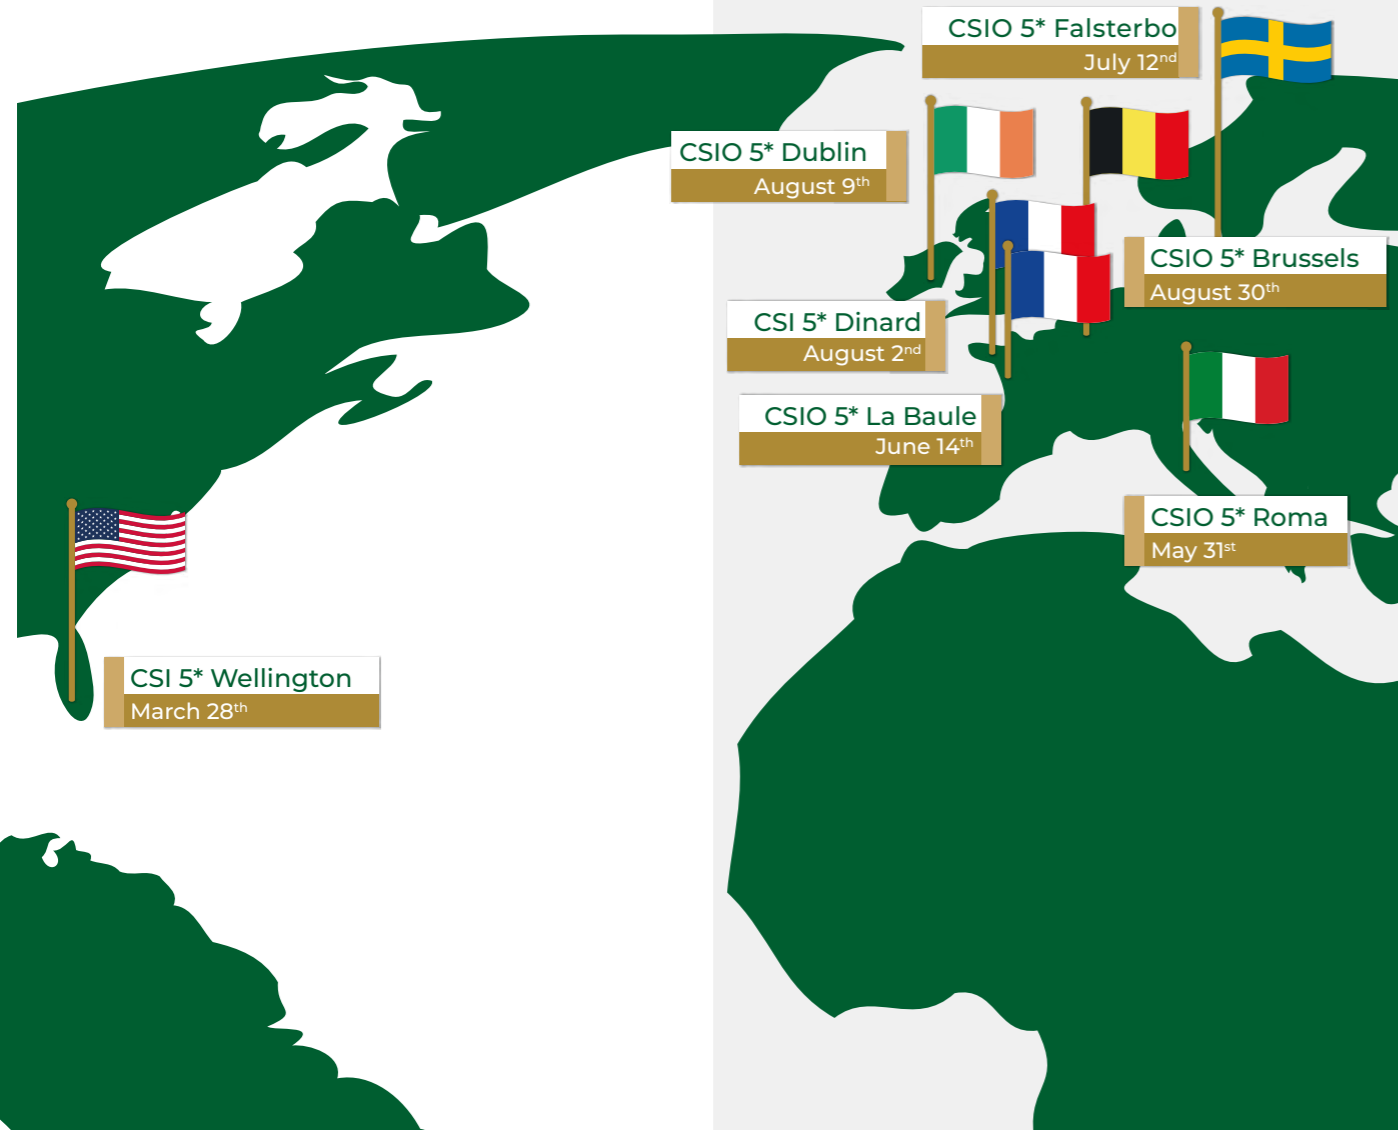 CSIO 5* Falsterbo
July 12nd
CSIO 5* Dublin
August 9th
CSIO 5* Brussels
August 30th
CSI 5* Dinard
August 2nd
CSIO 5* La Baule
June 14th
CSIO 5* Roma
May 31st
CSI 5* Wellington
March 28th